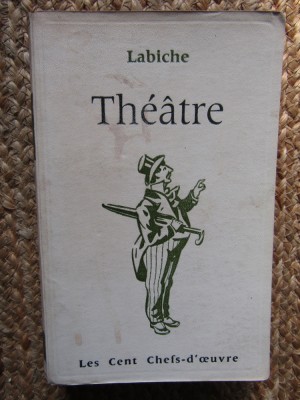 Labiche
Théâtre
Les Cent Chefs-d'œuvre